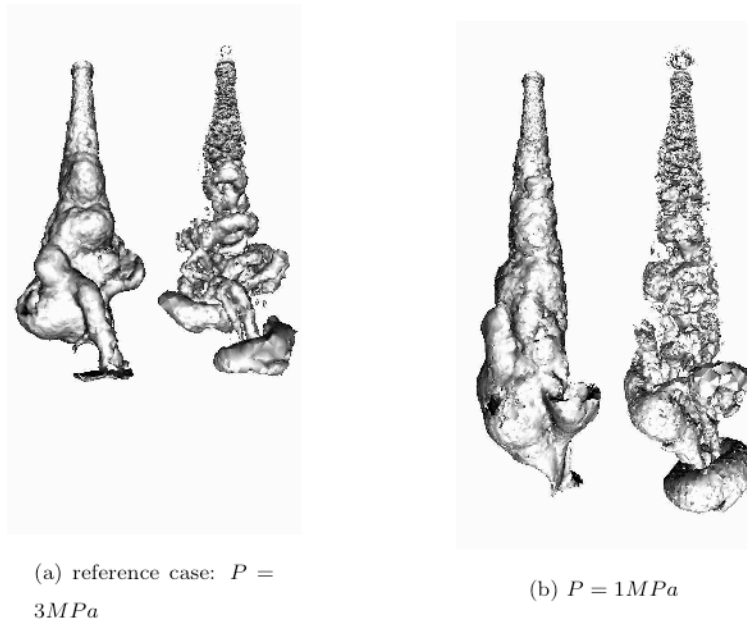 (a) reference case: P =
3MPa
(b) P = 1MPa